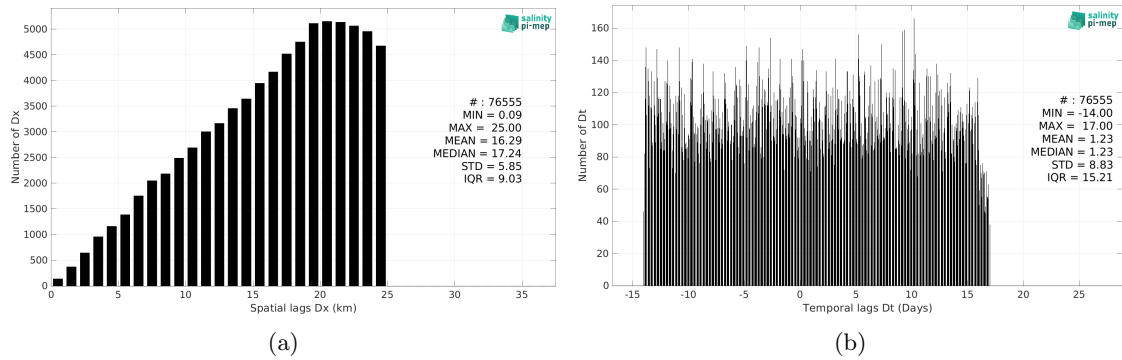 salinity
pi-mep
Number of Dx
5000
4500
4000
3500
3000
2500
2000
1500
1000
500
0
# : 76555
MIN = 0.09
MAX = 25.00
MEAN = 16.29
MEDIAN = 17.24
STD = 5.85
IQR = 9.03
0 5 10 15 20 25 30 35
Spatial lags Dx (km)
(a)
salinity
pi-mep
Number of Dt
160
140
120
100
80
60
40
20
0
# : 76555
MIN = -14.00
MAX = 17.00
MEAN = 1.23
MEDIAN = 1.23
STD = 8.83
IQR = 15.21
-15 -10 -5 0 5 10 15 20 25
Temporal lags Dt (Days)
(b)